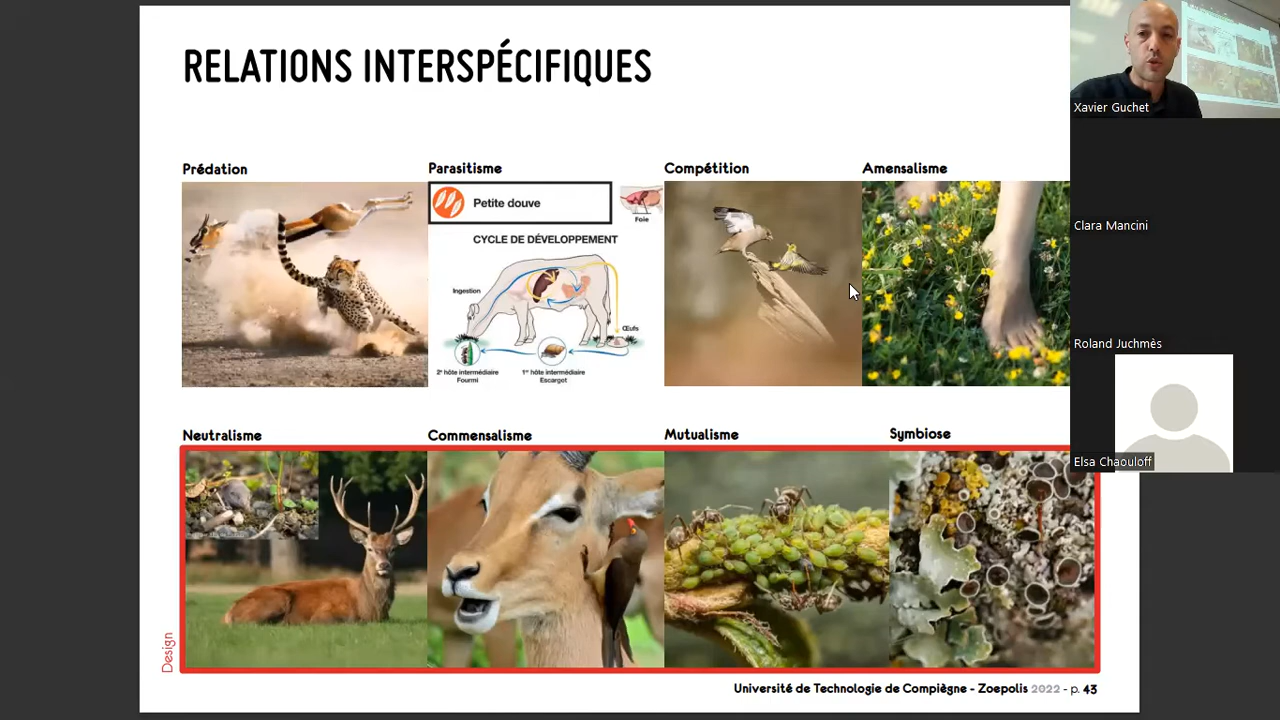 RELATIONS INTERSPÉCIFIQUES
Xavier Guchet
Prédation
Parasitisme
Compétition
Amensalisme
Petite douve
Foie
CYCLE DE DÉVELOPPEMENT
Clara Mancini
Ingestion
Œufs
2e hôte intermédiaire
Fourmi
1er hôte intermédiaire
Escargot
Roland Juchmès
Neutralisme
Commensalisme
Mutualisme
Symbiose
Elsa Chaouloff
Design
Université de Technologie de Compiègne - Zoepolis 2022 - p. 43